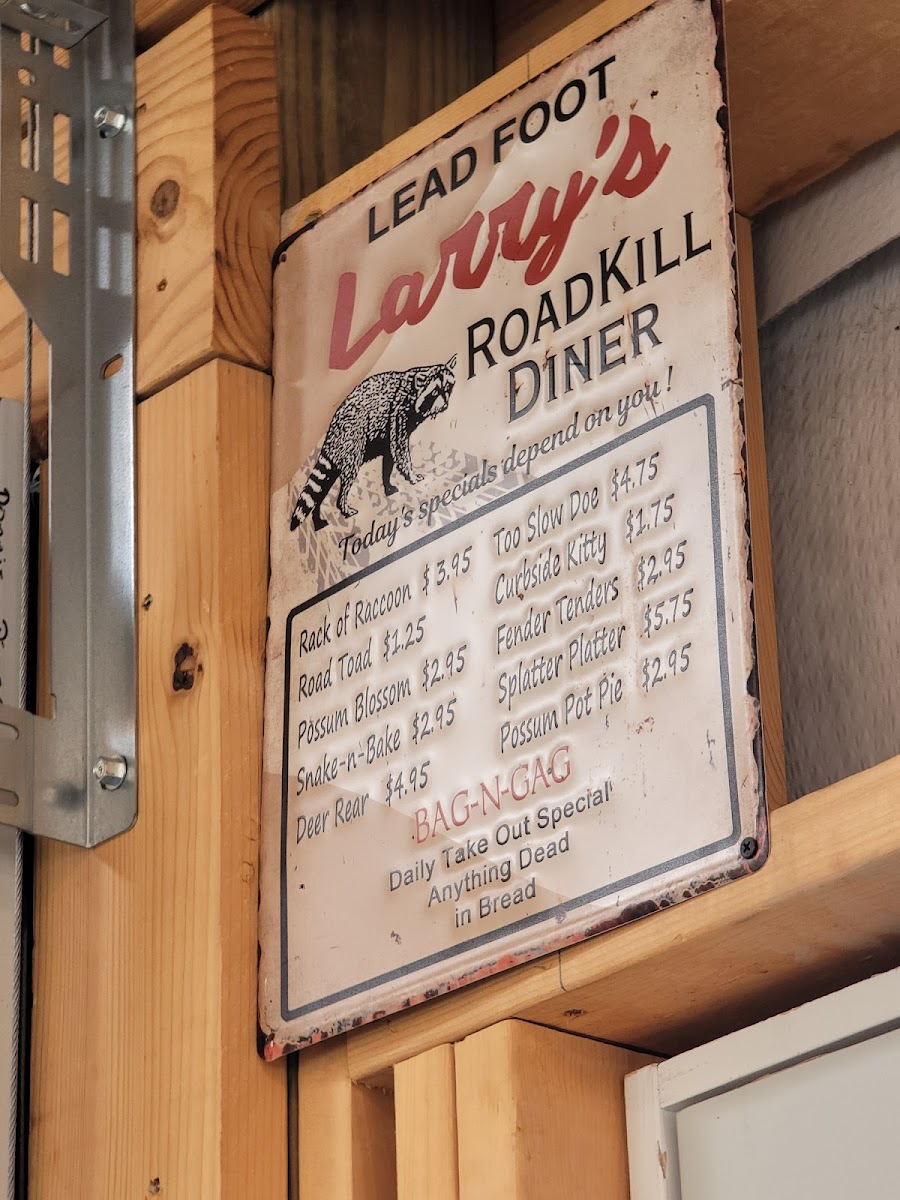 LEAD FOOT
Larry's
ROADKILL
DINER
Today's specials depend on you!
Rack of Raccoon $3.95
Road Toad $1.25
Possum Blossom $2.95
Snake-n-Bake $2.95
Deer Rear $4.95
Too Slow Doe $4.75
Curbside Kitty $1.75
Fender Tenders $2.95
Splatter Platter $5.75
Possum Pot Pie $2.95
BAG-N-GAG
Daily Take Out Special
Anything Dead
in Bread